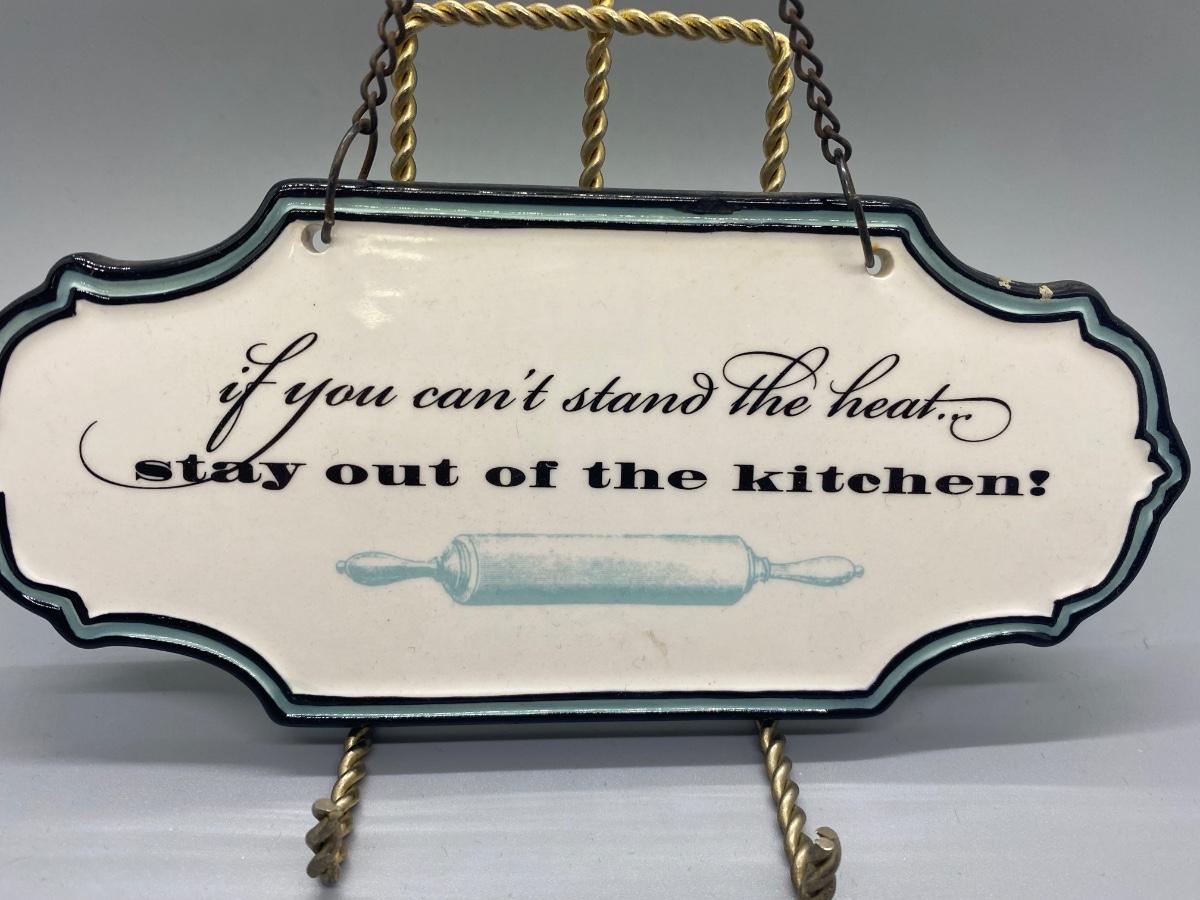 if you can't stand the heat...
stay out of the kitchen!